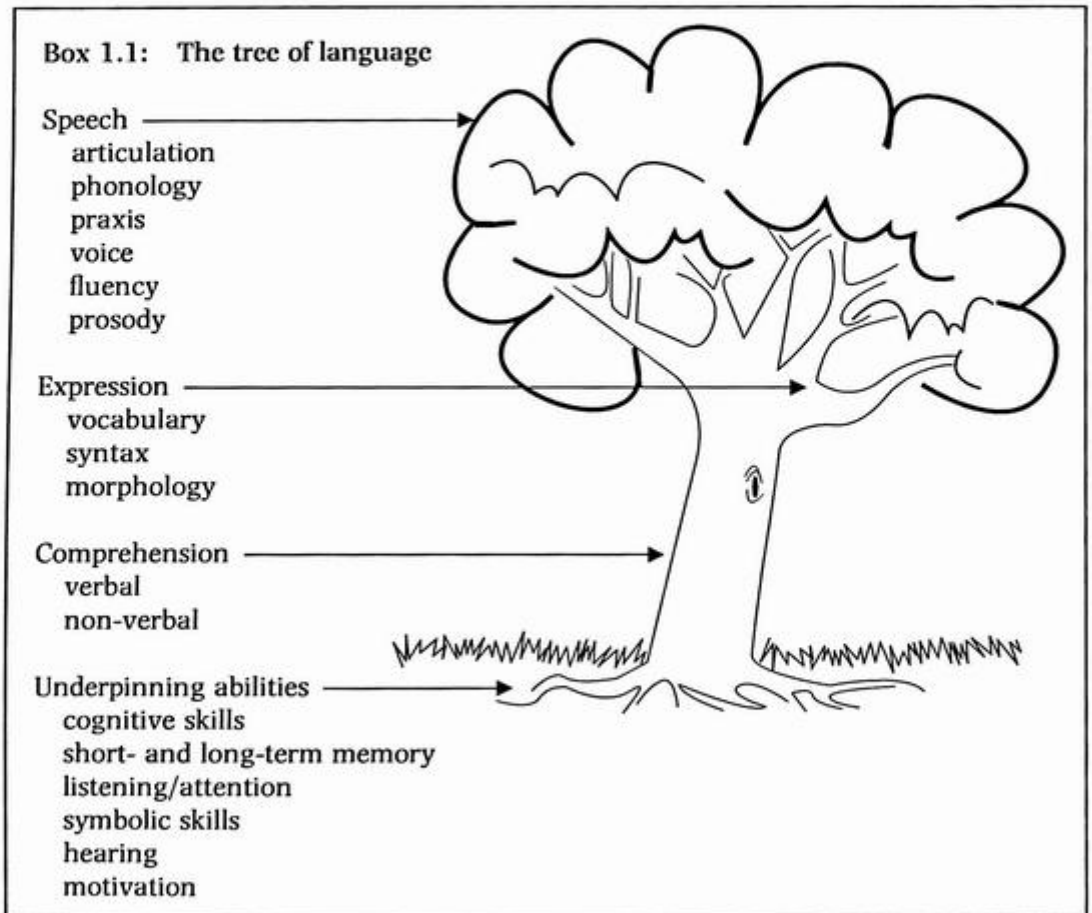 Box 1.1: The tree of language
Speech
articulation
phonology
praxis
voice
fluency
prosody
Expression
vocabulary
syntax
morphology
Comprehension
verbal
non-verbal
Underpinning abilities
cognitive skills
short- and long-term memory
listening/attention
symbolic skills
hearing
motivation